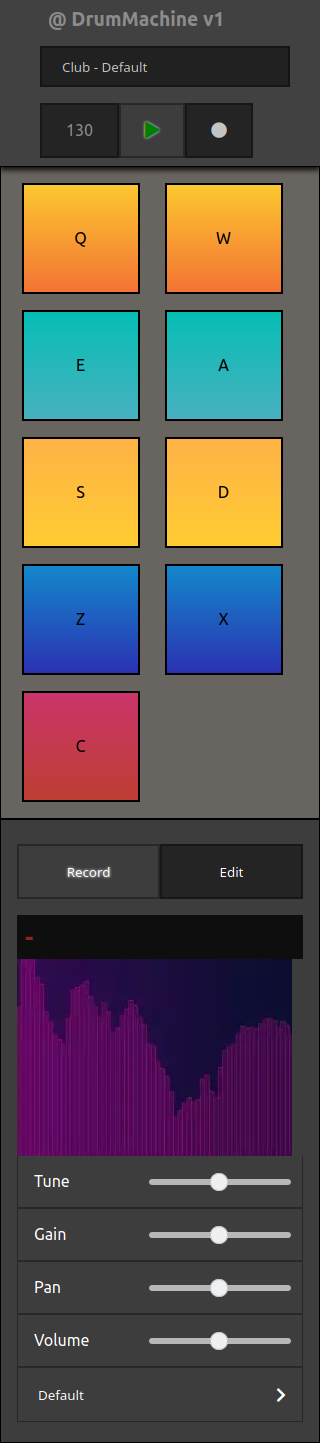 @ DrumMachine v1
Club - Default
130
Q W
E A
S D
Z X
C
Record Edit
-
Tune
Gain
Pan
Volume
Default